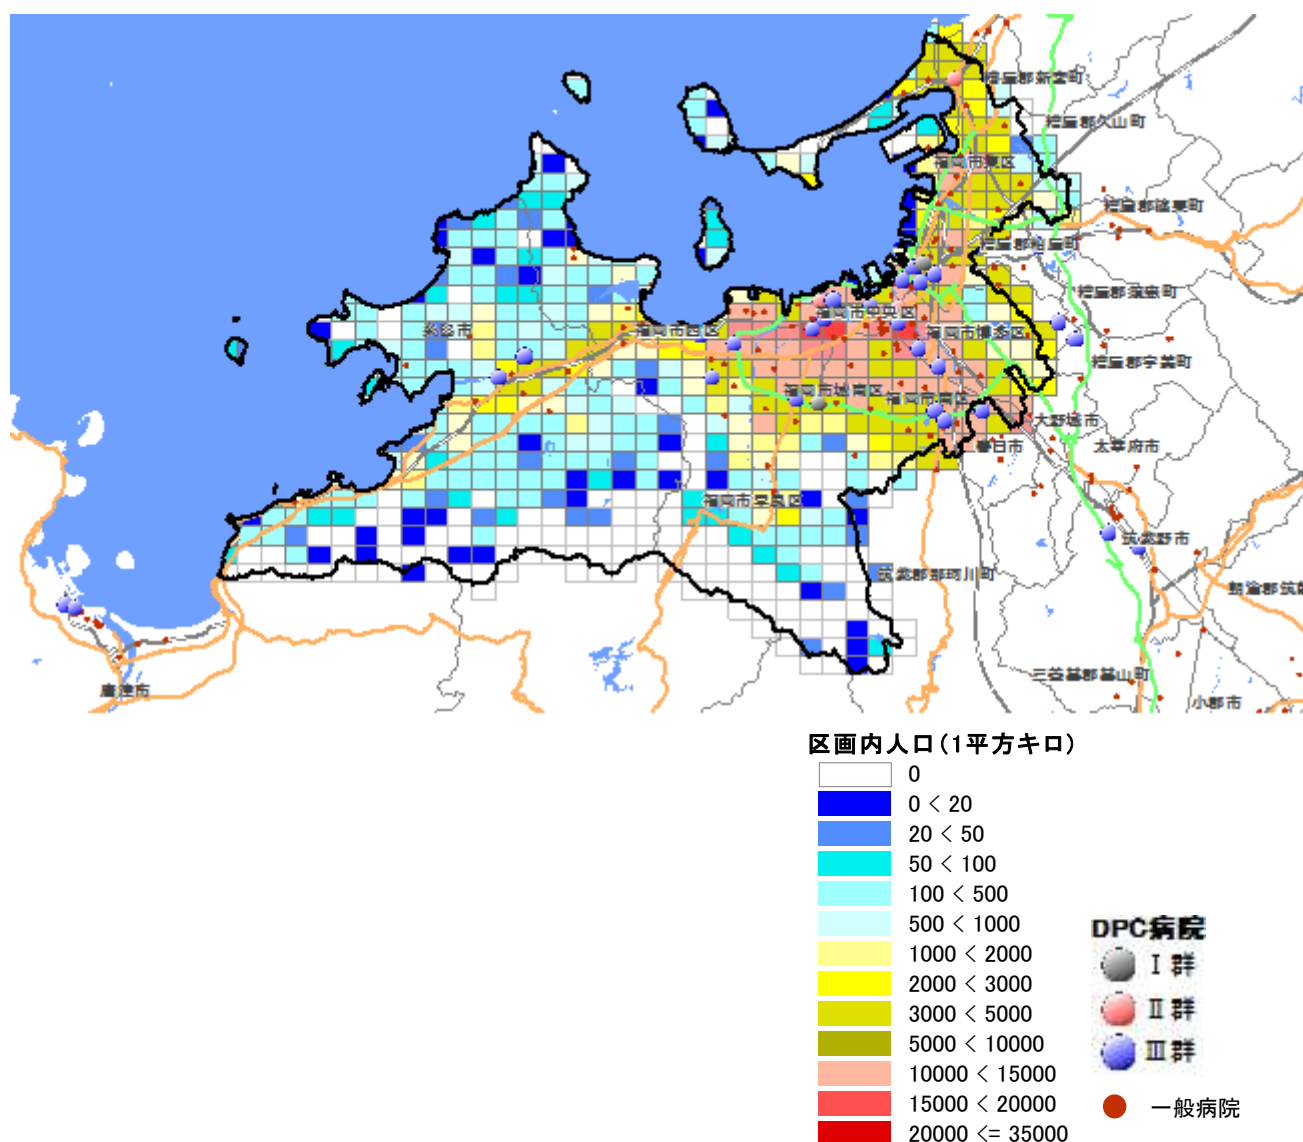 糟屋郡新宮町
糟屋郡久山町
福岡市東区
糟屋郡篠栗町
糟屋郡粕屋町
糟屋郡須恵町
福岡市中央区
糸島市
福岡市西区
福岡市博多区
糟屋郡宇美町
福岡市城南区
福岡市南区
大野城市
春日市
太宰府市
福岡市早良区
筑紫野市
筑紫郡那珂川町
朝倉郡筑前
三養基郡基山町
唐津市
小郡市
区画内人口(1平方キロ)
0
0 < 20
20 < 50
50 < 100
100 < 500
500 < 1000
1000 < 2000
2000 < 3000
3000 < 5000
5000 < 10000
10000 < 15000
15000 < 20000
20000 <= 35000
DPC病院
Ⅰ群
Ⅱ群
Ⅲ群
一般病院